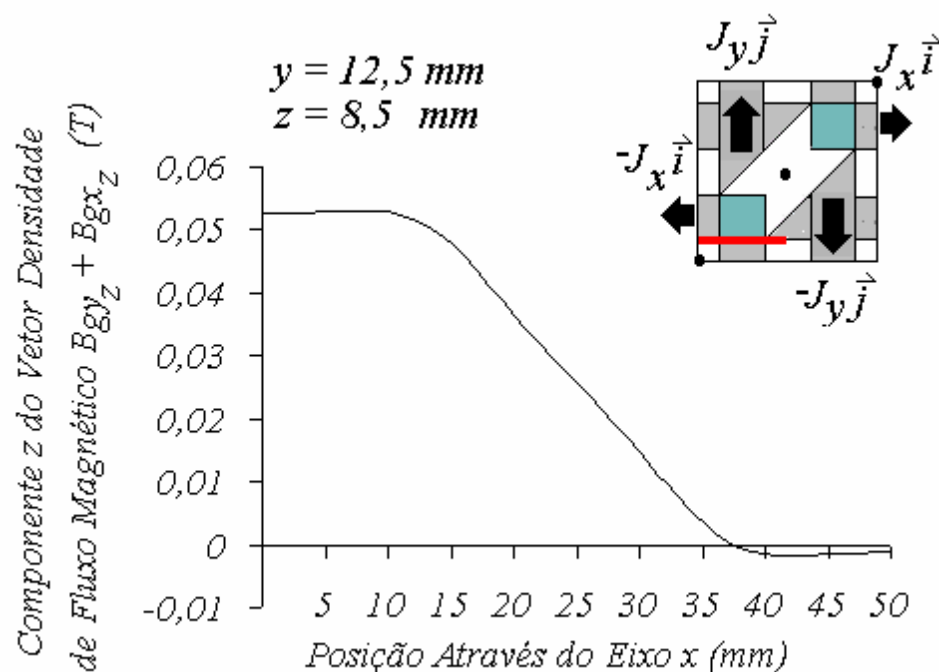 y = 12,5 mm
z = 8,5 mm
J_y j⃗
J_x i⃗
-J_x i⃗
-J_y j⃗
Componente z do Vetor Densidade
de Fluxo Magnético Bgy_z + Bgx_z (T)
0,06
0,05
0,04
0,03
0,02
0,01
0
-0,01
5 10 15 20 25 30 35 40 45 50
Posição Através do Eixo x (mm)